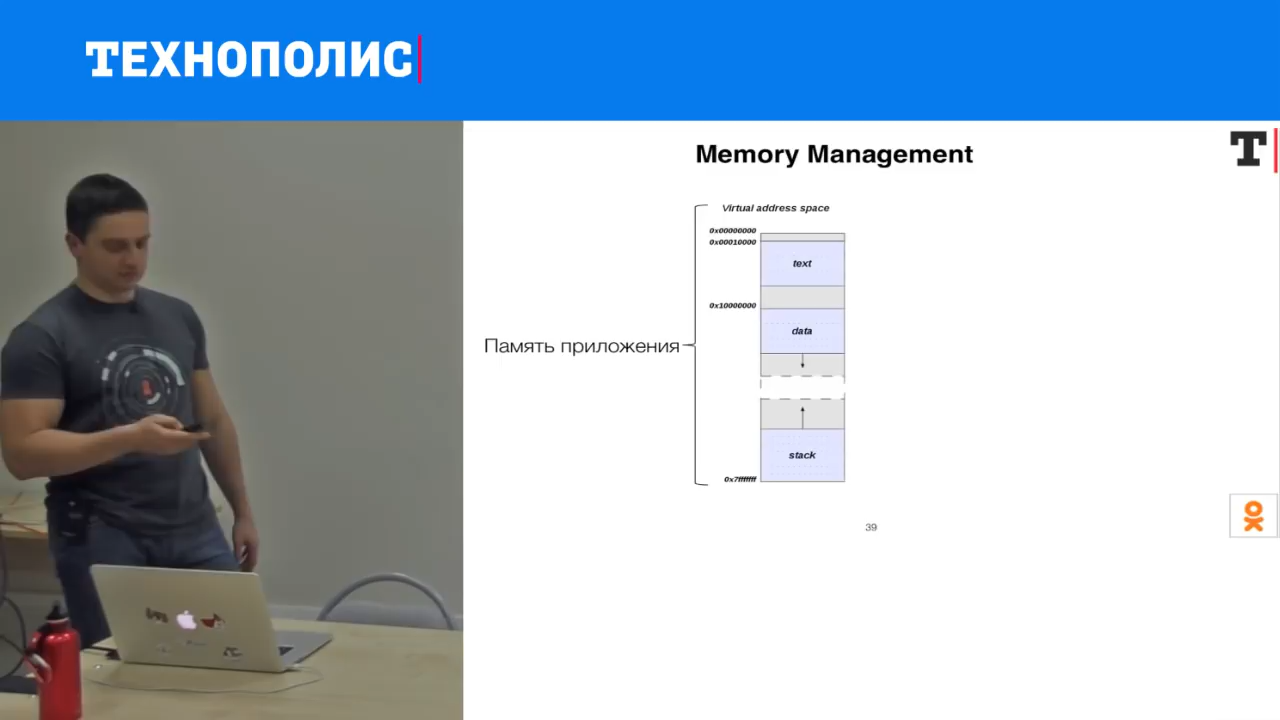 ТЕХНОПОЛИС
Memory Management
T
Virtual address space
0x00000000
0x00010000
text
0x10000000
data
Память приложения
stack
0x7fffffff
39